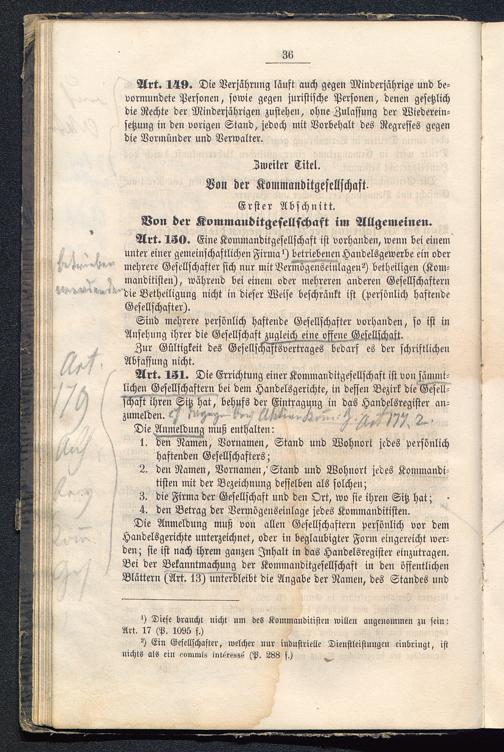 36
Art. 149. Die Verjährung läuft auch gegen Minderjährige und be-
vormundete Personen, sowie gegen juristische Personen, denen gesetzlich
die Rechte der Minderjährigen zustehen, ohne Zulassung der Wiederein-
setzung in den vorigen Stand, jedoch mit Vorbehalt des Regresses gegen
die Vormünder und Verwalter.
Zweiter Titel.
Von der Kommanditgesellschaft.
Erster Abschnitt.
Von der Kommanditgesellschaft im Allgemeinen.
Art. 150. Eine Kommanditgesellschaft ist vorhanden, wenn bei einem
unter einer gemeinschaftlichen Firma¹) betriebenen Handelsgewerbe ein oder
mehrere Gesellschafter sich nur mit Vermögenseinlagen²) betheiligen (Kom-
manditisten), während bei einem oder mehreren anderen Gesellschaftern
die Betheiligung nicht in dieser Weise beschränkt ist (persönlich haftende
Gesellschafter).
Sind mehrere persönlich haftende Gesellschafter vorhanden, so ist in
Ansehung ihrer die Gesellschaft zugleich eine offene Gesellschaft.
Zur Gültigkeit des Gesellschaftsvertrages bedarf es der schriftlichen
Abfassung nicht.
Art. 151. Die Errichtung einer Kommanditgesellschaft ist von sämmt-
lichen Gesellschaftern bei dem Handelsgerichte, in dessen Bezirk die Gesell-
schaft ihren Sitz hat, behufs der Eintragung in das Handelsregister an-
zumelden. Art 177. 2.
Die Anmeldung muß enthalten:
1. den Namen, Vornamen, Stand und Wohnort jedes persönlich
haftenden Gesellschafters;
2. den Namen, Vornamen, Stand und Wohnort jedes Kommandi-
tisten mit der Bezeichnung desselben als solchen;
3. die Firma der Gesellschaft und den Ort, wo sie ihren Sitz hat;
4. den Betrag der Vermögenseinlage jedes Kommanditisten.
Die Anmeldung muß von allen Gesellschaftern persönlich vor dem
Handelsgerichte unterzeichnet, oder in beglaubigter Form eingereicht wer-
den; sie ist nach ihrem ganzen Inhalt in das Handelsregister einzutragen.
Bei der Bekanntmachung der Kommanditgesellschaft in den öffentlichen
Blättern (Art. 13) unterbleibt die Angabe der Namen, des Standes und
¹) Diese braucht nicht um des Kommanditisten willen angenommen zu sein:
Art. 17 (P. 1095 f.)
²) Ein Gesellschafter, welcher nur industrielle Dienstleistungen einbringt, ist
nichts als ein commis intéressé (P. 288 f.)
Art.
179